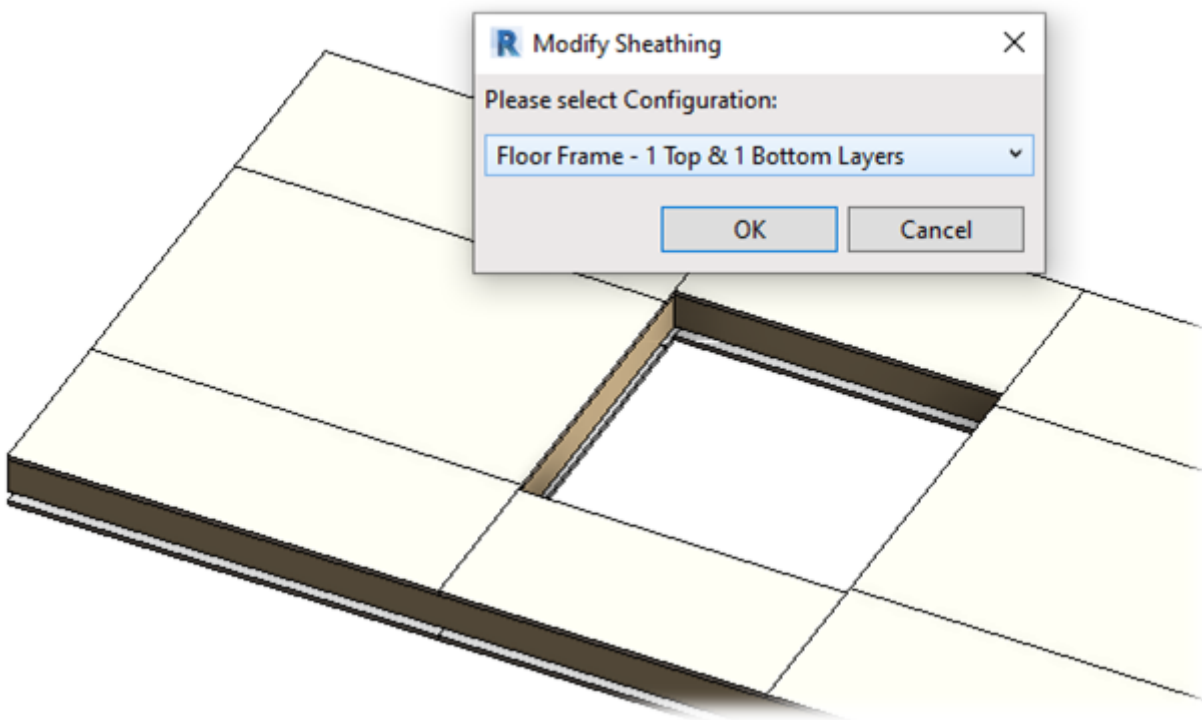 R Modify Sheathing
Please select Configuration:
Floor Frame - 1 Top & 1 Bottom Layers
OK Cancel